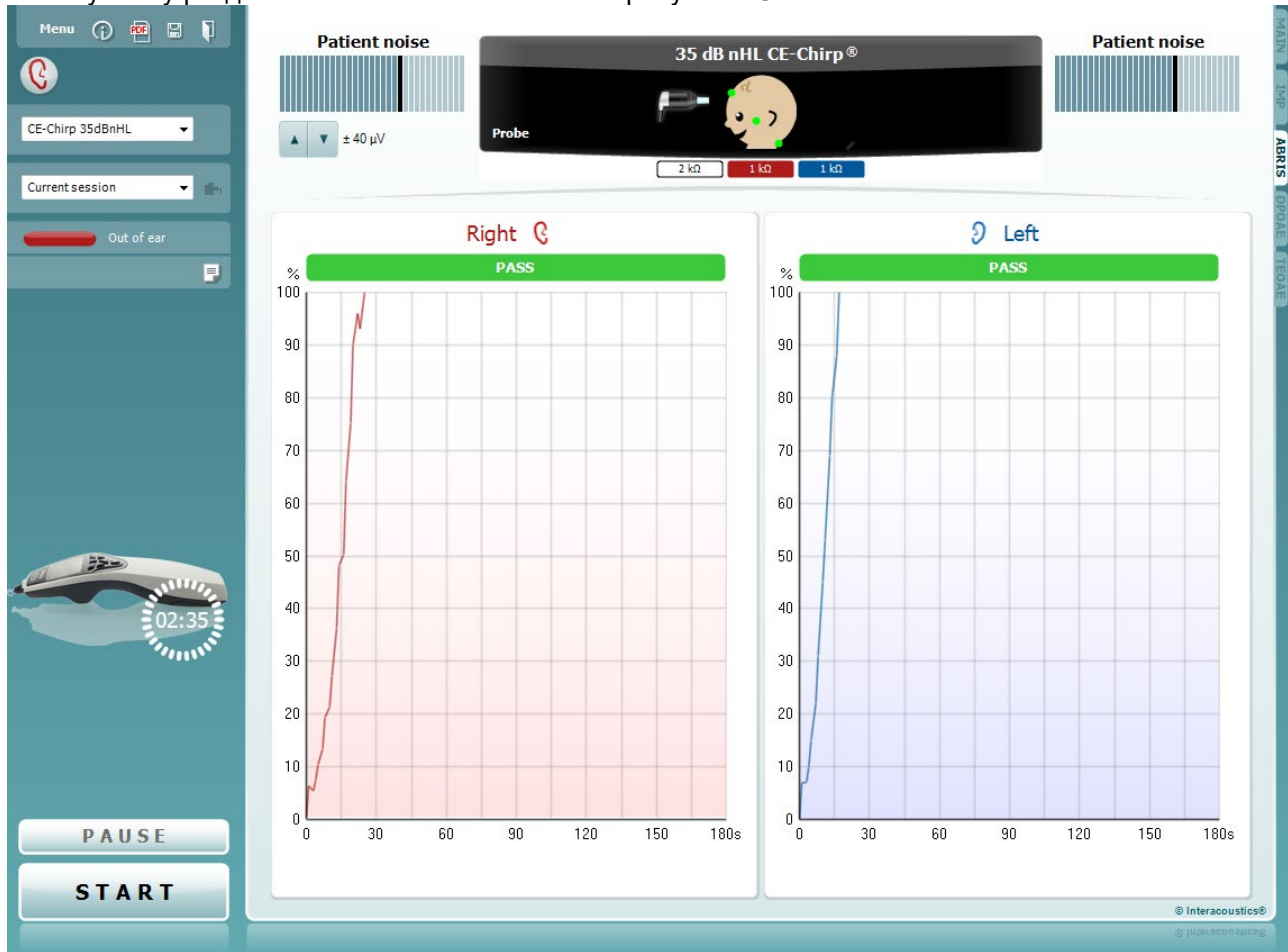 Menu
PDF
Patient noise
35 dB nHL CE-Chirp®
Patient noise
CE-Chirp 35dBnHL
± 40 µV
Probe
2 kΩ 1 kΩ 1 kΩ
Current session
Out of ear
MAIN
IMP
ABRIS
DPOAE
TEOAE
Right
PASS
%
100
90
80
70
60
50
40
30
20
10
0
0 30 60 90 120 150 180s
Left
PASS
%
100
90
80
70
60
50
40
30
20
10
0
0 30 60 90 120 150 180s
02:35
PAUSE
START
© Interacoustics®